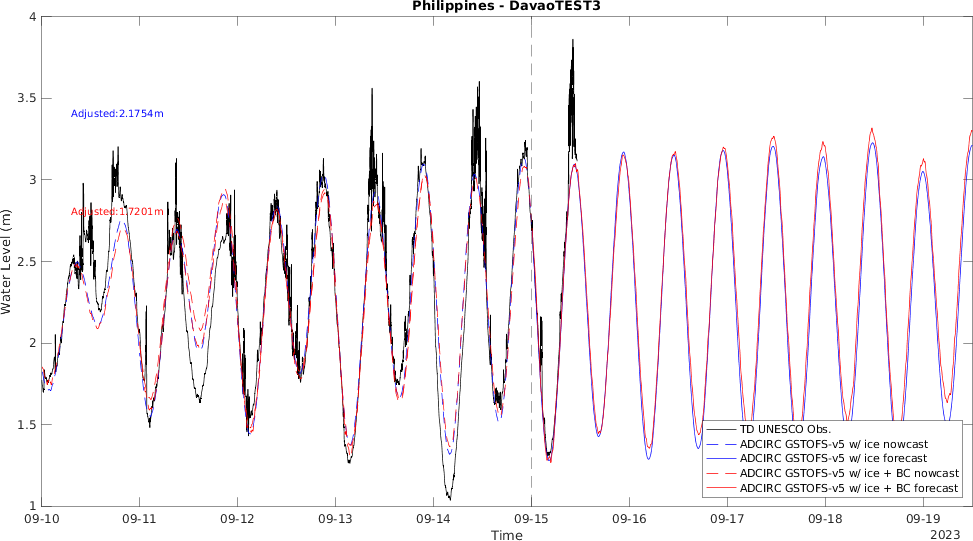 Philippines - DavaoTEST3
4
3.5
3
2.5
2
1.5
1
Water Level (m)
Adjusted:2.1754m
Adjusted:1.7201m
TD UNESCO Obs.
ADCIRC GSTOFS-v5 w/ ice nowcast
ADCIRC GSTOFS-v5 w/ ice forecast
ADCIRC GSTOFS-v5 w/ ice + BC nowcast
ADCIRC GSTOFS-v5 w/ ice + BC forecast
09-10 09-11 09-12 09-13 09-14 09-15 09-16 09-17 09-18 09-19
Time
2023